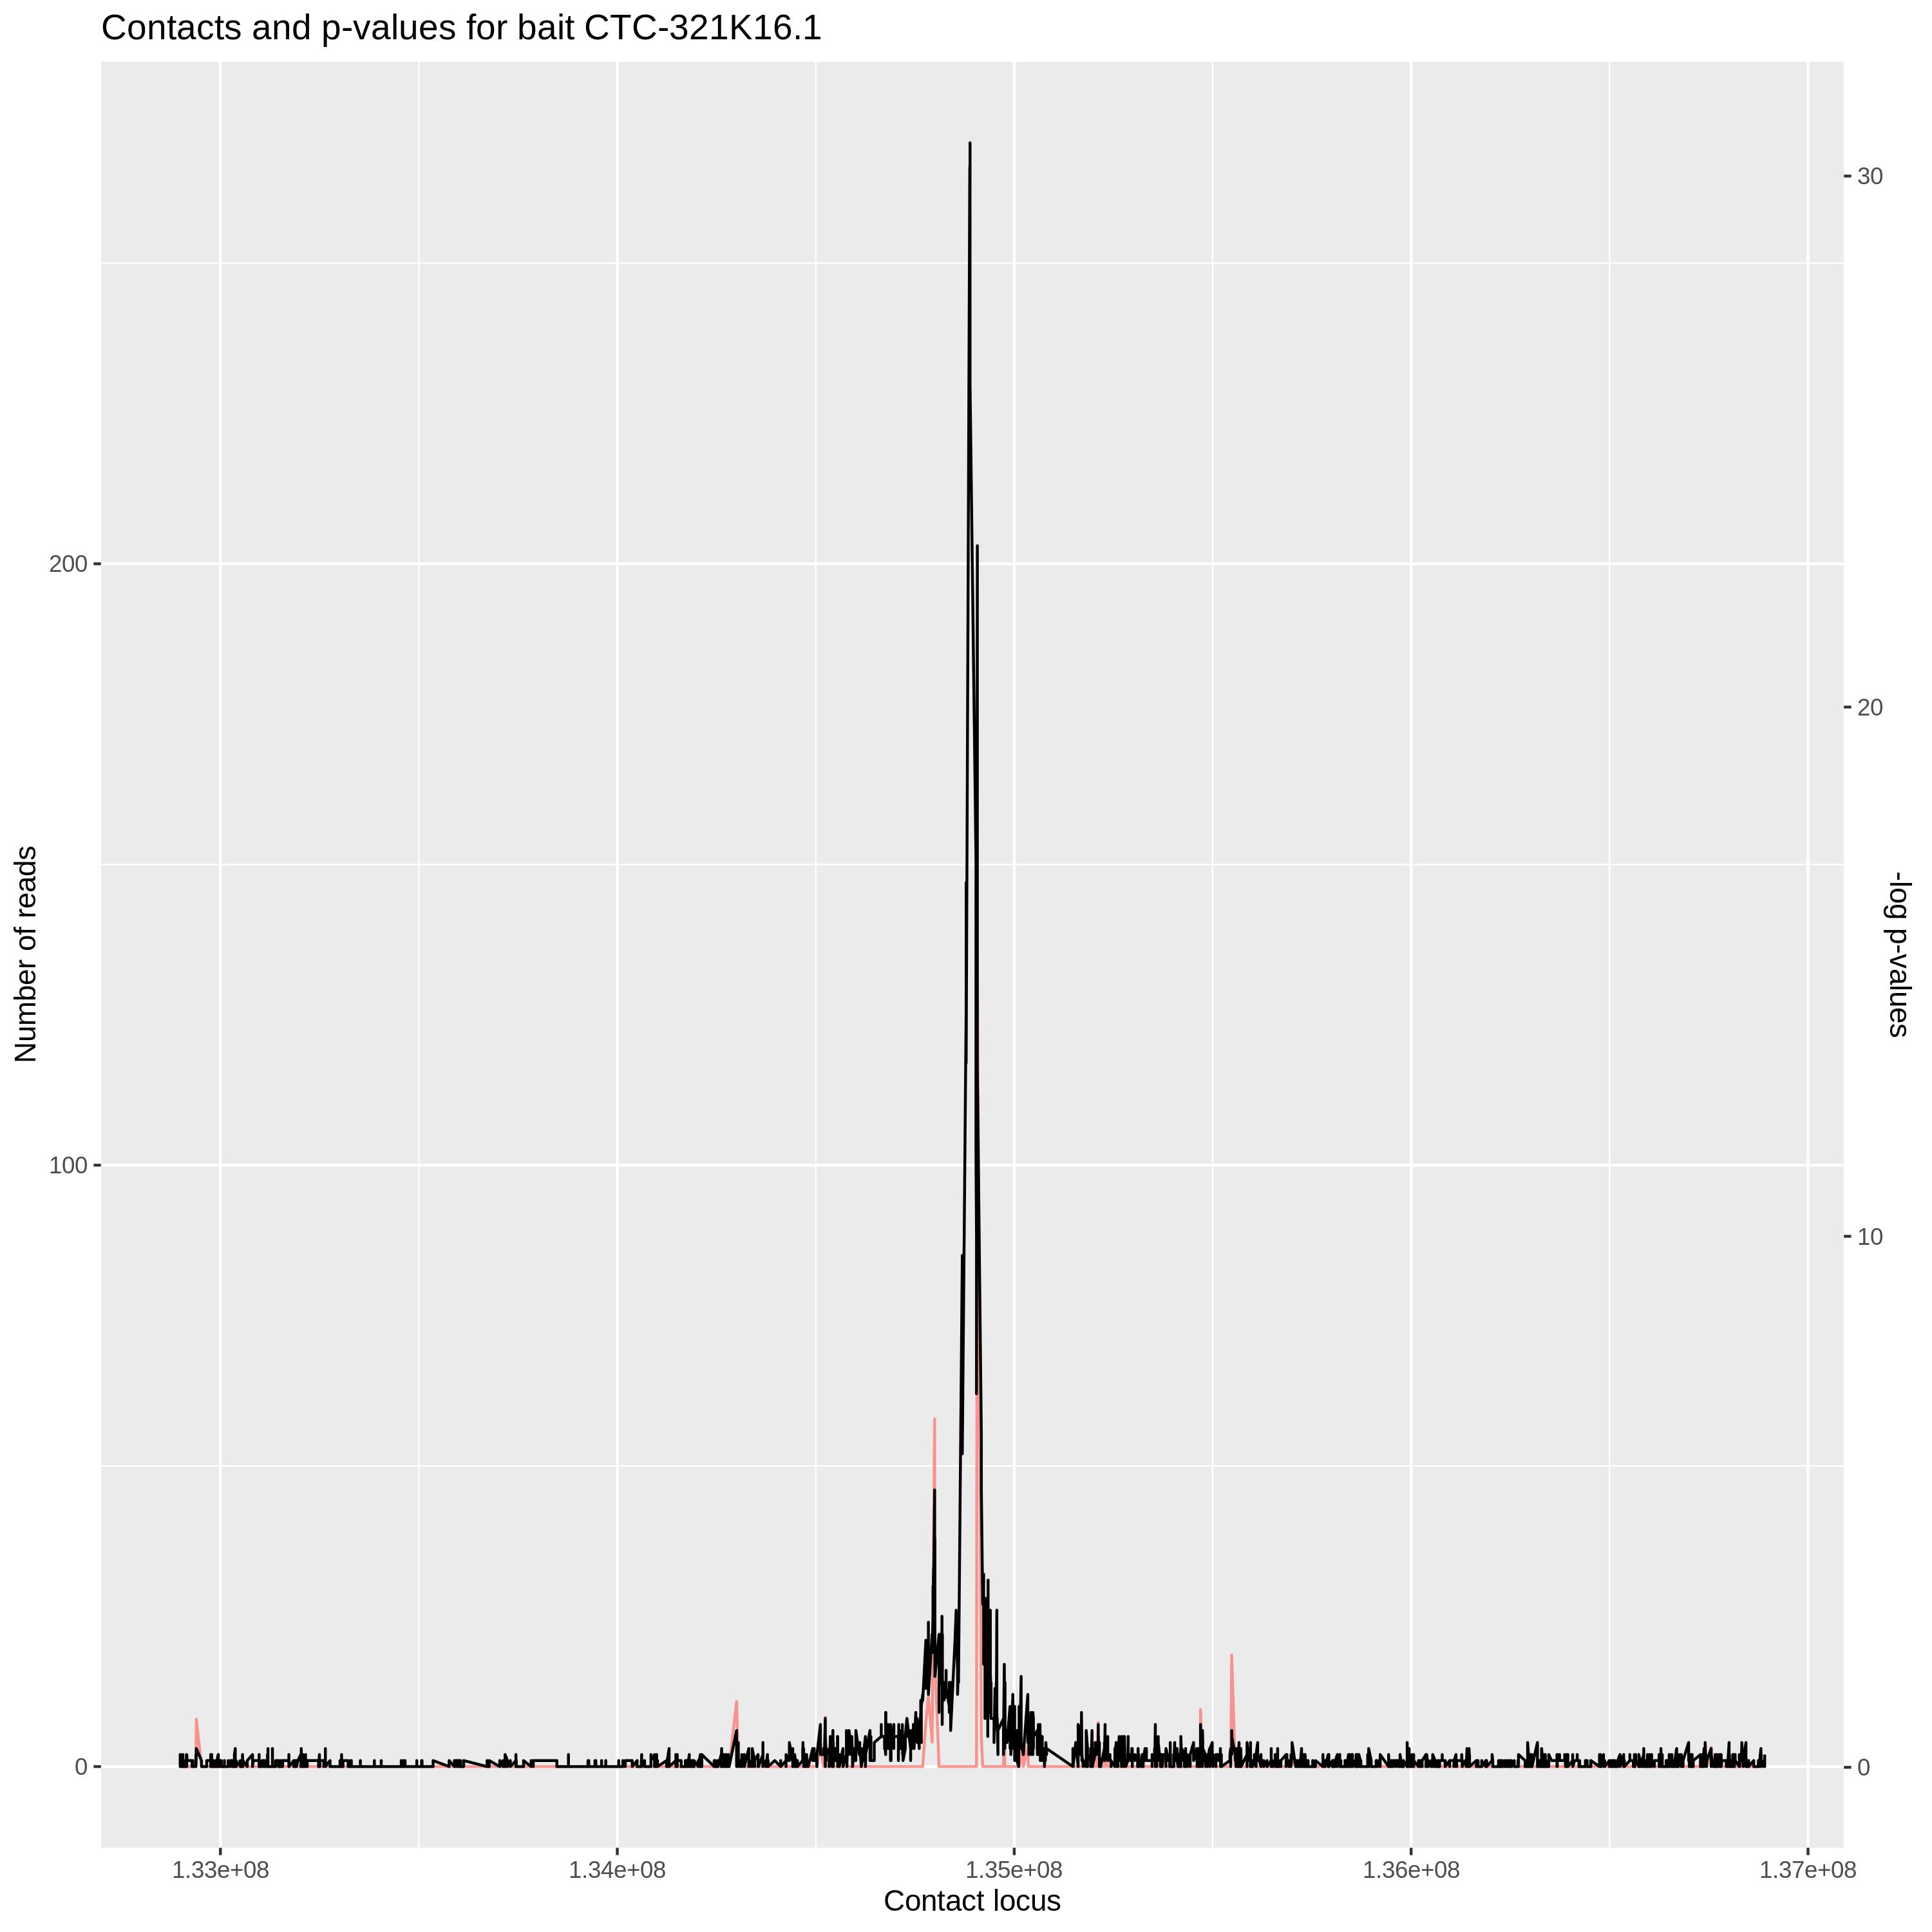 Contacts and p-values for bait CTC-321K16.1
Number of reads
200
100
0
30
20
10
0
-log p-values
1.33e+08
1.34e+08
1.35e+08
1.36e+08
1.37e+08
Contact locus